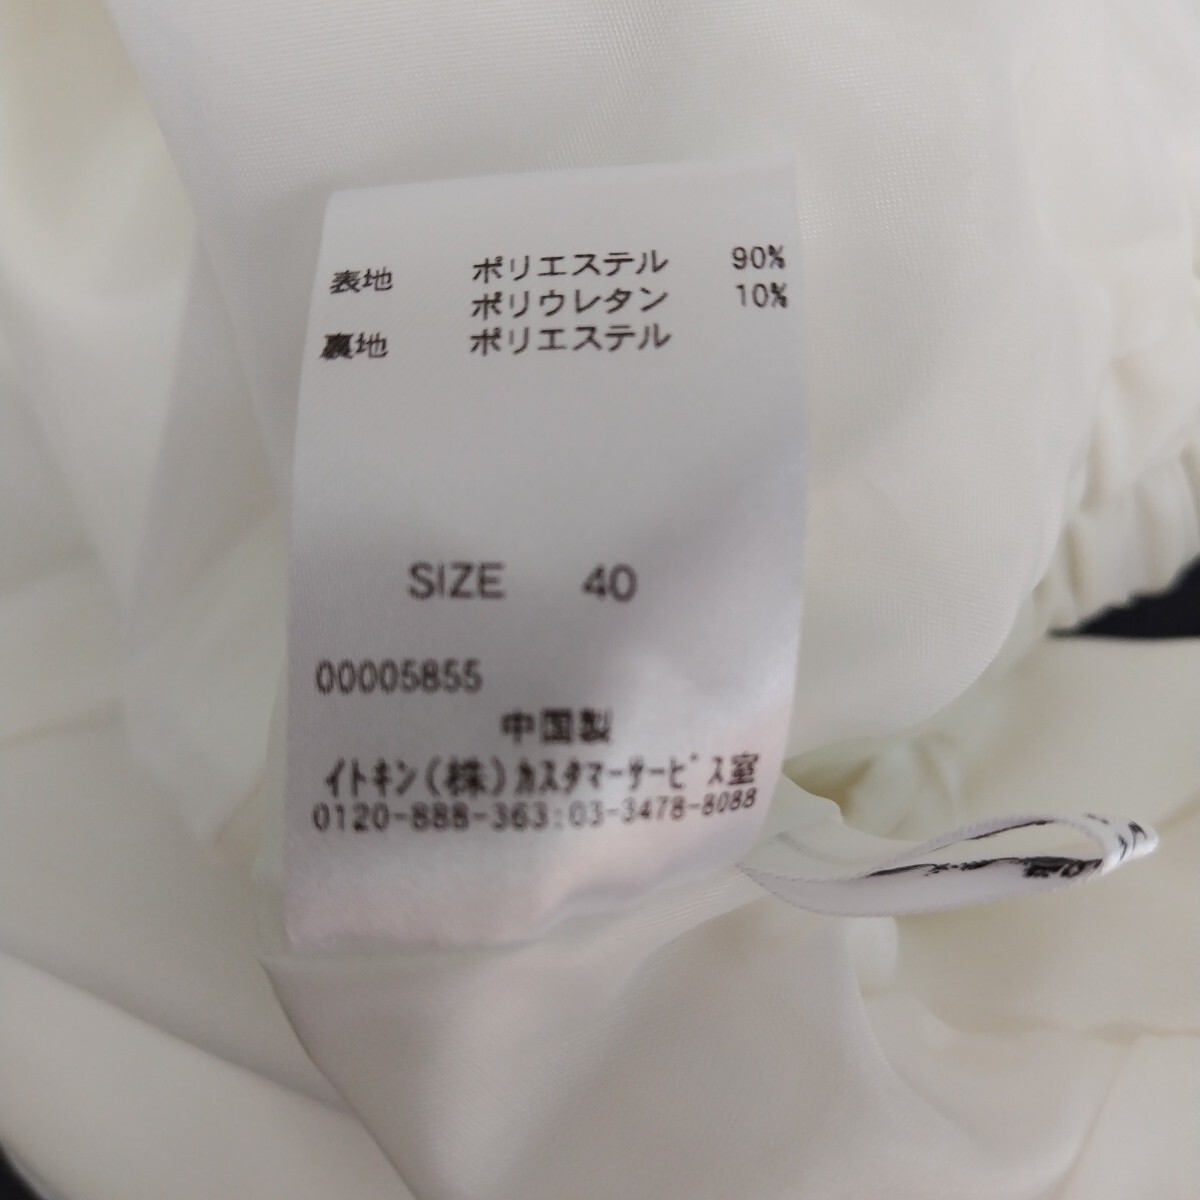 表地 ポリエステル 90%
ポリウレタン 10%
裏地 ポリエステル
SIZE 40
00005855
中国製
イトキン(株)カスタマーサービス室
0120-888-363:03-3478-8088